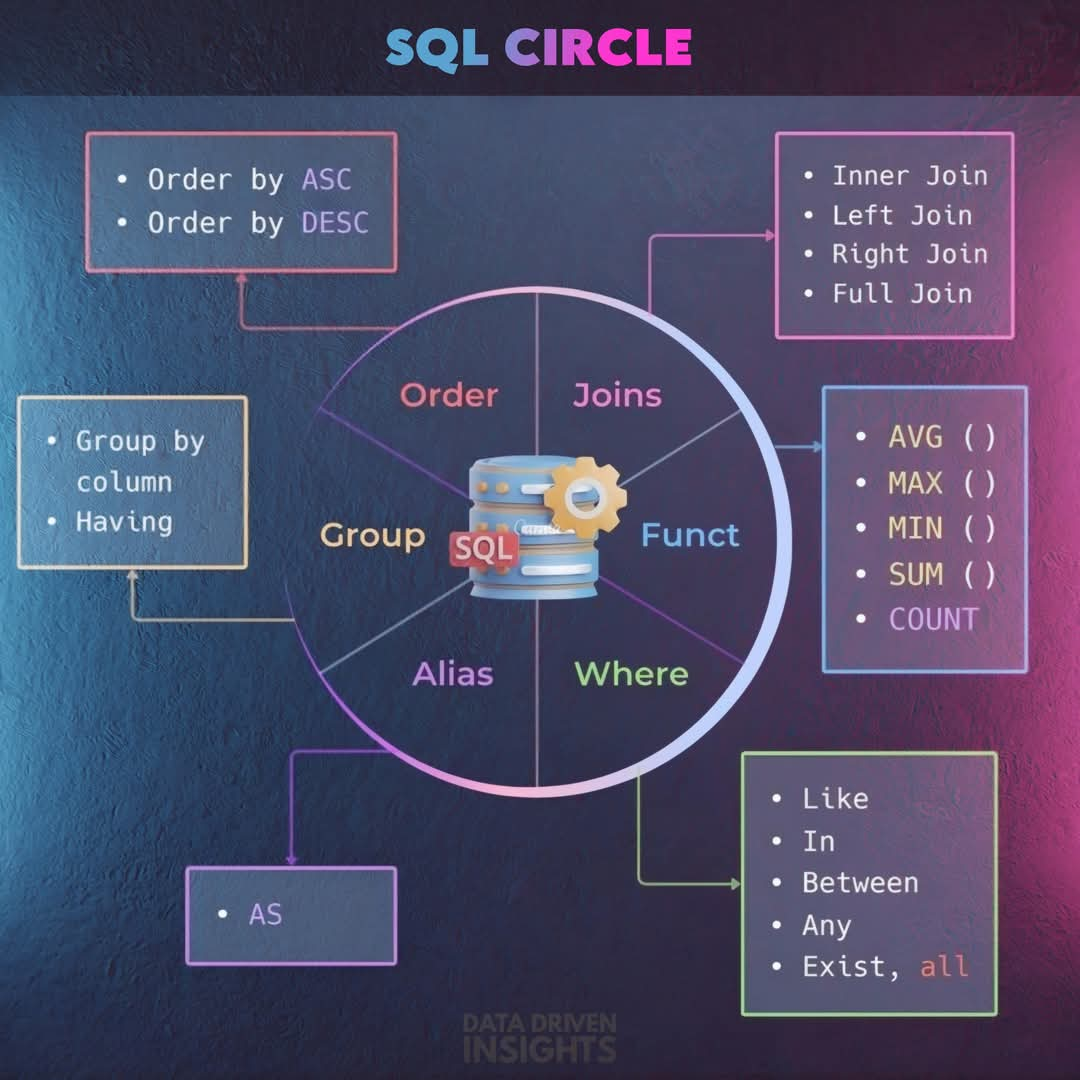 SQL CIRCLE
• Order by ASC
• Order by DESC
• Inner Join
• Left Join
• Right Join
• Full Join
Order
Joins
• Group by
column
• Having
• AVG ()
• MAX ()
• MIN ()
• SUM ()
• COUNT
Group
SQL
Funct
Alias
Where
• AS
• Like
• In
• Between
• Any
• Exist, all
DATA DRIVEN
INSIGHTS